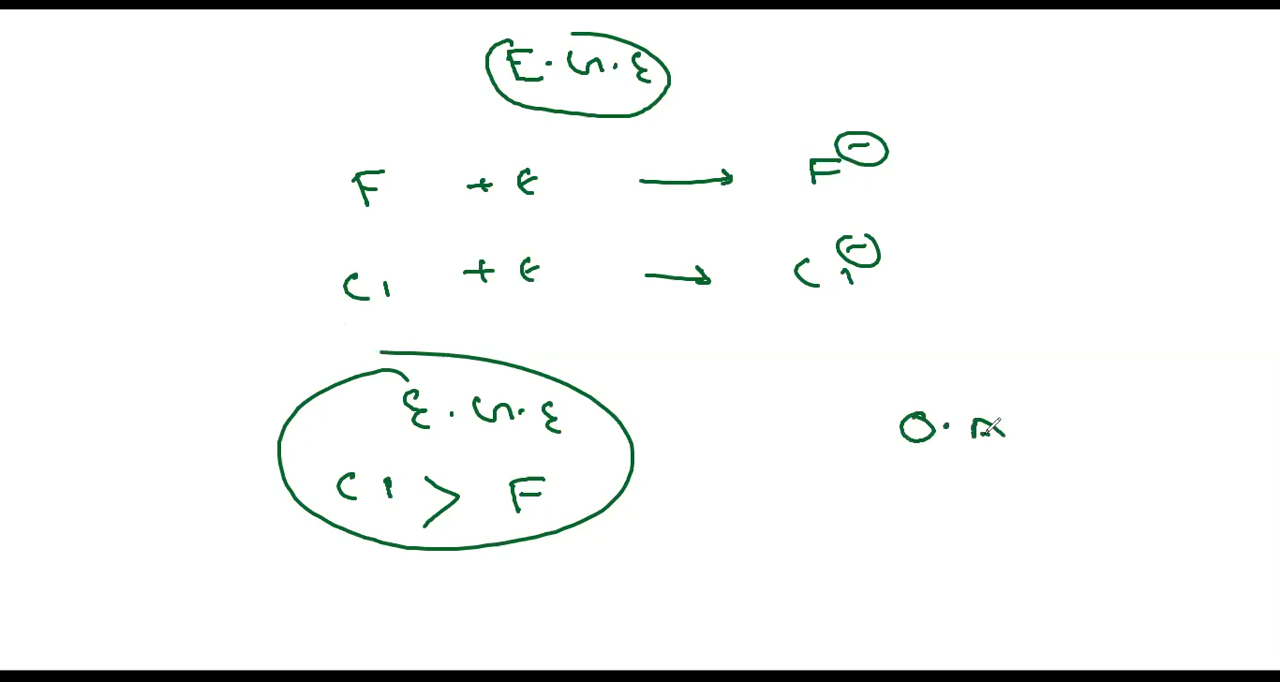 E.G.E
F + e → F⊖
Cl + e → Cl⊖
E.G.E
Cl > F